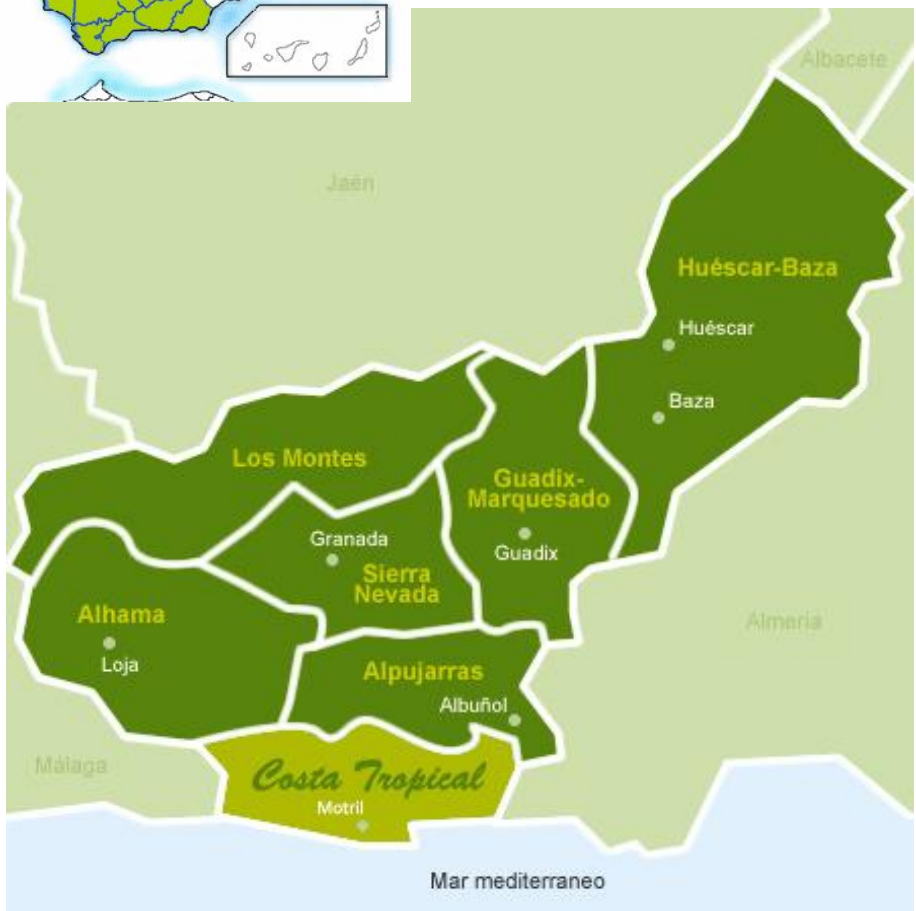 Albacete
Jaén
Huéscar-Baza
Huéscar
Baza
Los Montes
Guadix-
Marquesado
Granada
Guadix
Sierra
Nevada
Alhama
Almería
Loja
Alpujarras
Albuñol
Málaga
Costa Tropical
Motril
Mar mediterraneo